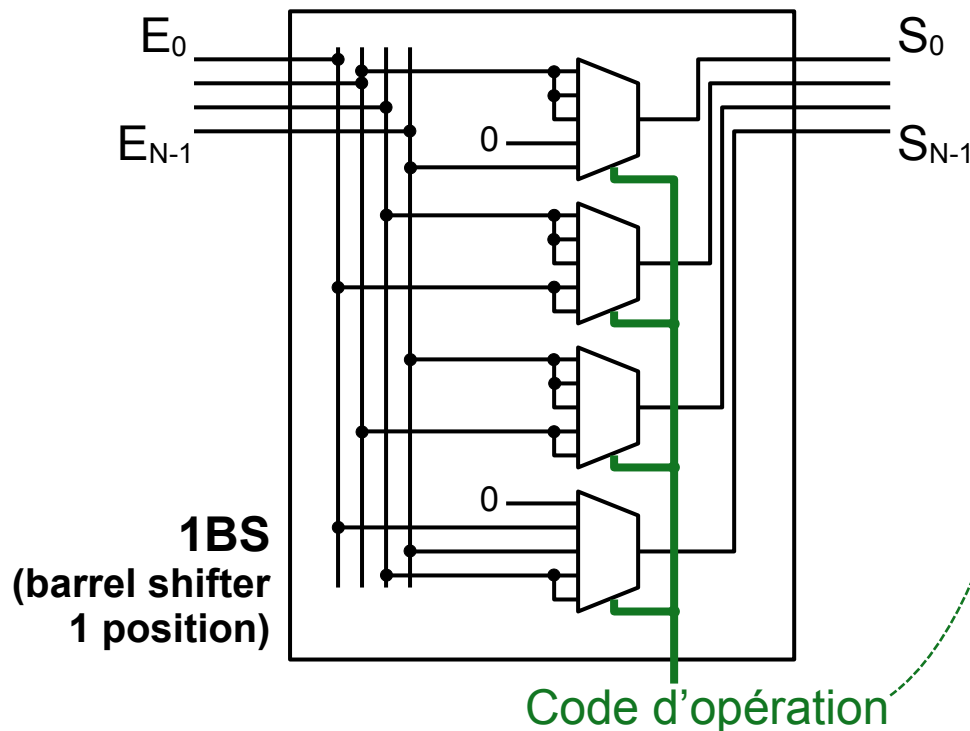 E0
S0
EN-1
SN-1
0
0
1BS
(barrel shifter
1 position)
Code d’opération